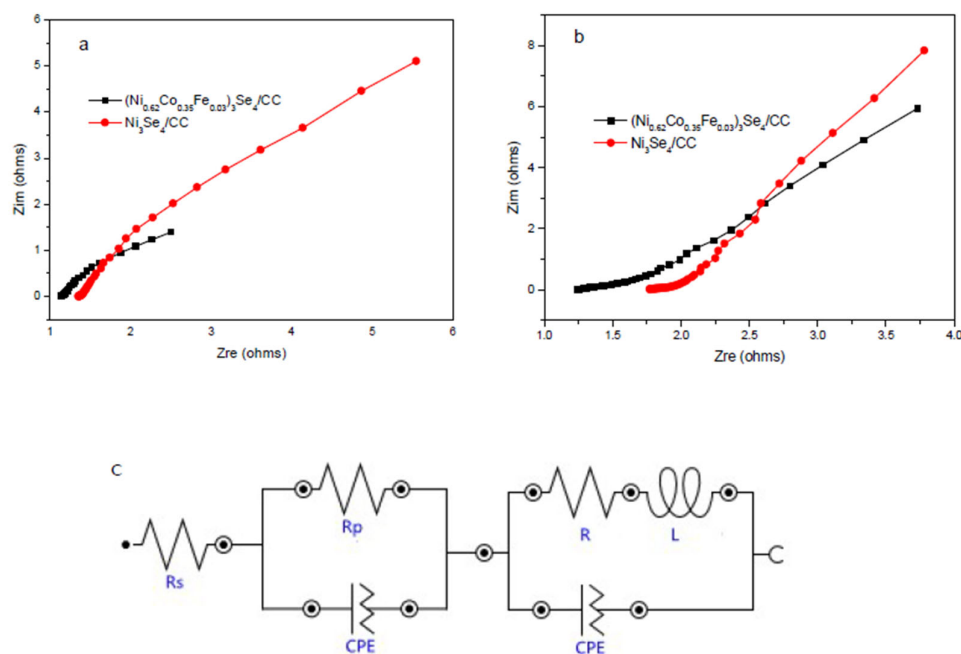 a
(Ni0.62Co0.35Fe0.03)3Se4/CC
Ni3Se4/CC
Zim (ohms)
6
5
4
3
2
1
0
1 2 3 4 5 6
Zre (ohms)
b
(Ni0.62Co0.35Fe0.03)3Se4/CC
Ni3Se4/CC
Zim (ohms)
8
6
4
2
0
1.0 1.5 2.0 2.5 3.0 3.5 4.0
Zre (ohms)
C
Rs
Rp
CPE
R L
CPE